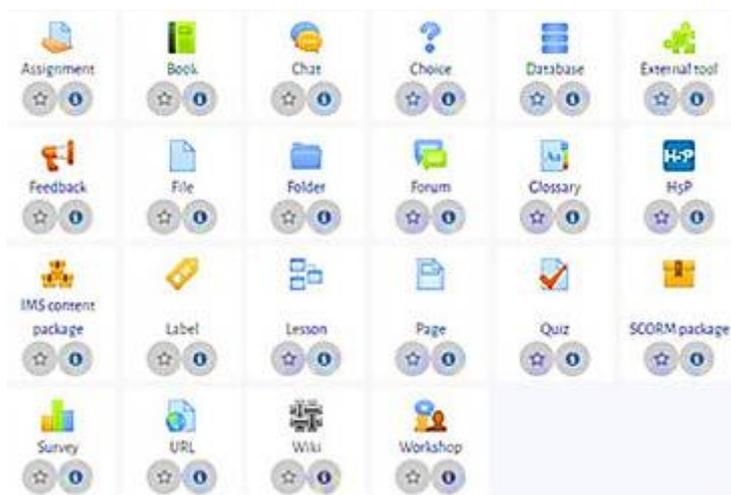 Assignment
Book
Chat
Choice
Database
External tool
Feedback
File
Folder
Forum
Aa
Glossary
H-P
H5P
IMS content
package
Label
Lesson
Page
Quiz
SCORM package
Survey
URL
Wiki
Workshop